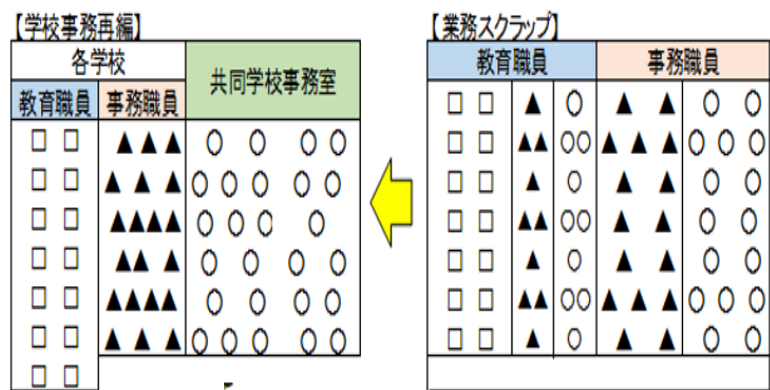 【学校事務再編】
各学校
共同学校事務室
教育職員 事務職員
□ □ ▲ ▲ ▲ ○ ○ ○ ○
□ □ ▲ ▲ ▲ ○ ○ ○ ○ ○
□ □ ▲▲▲▲ ○ ○ ○ ○
□ □ ▲▲ ▲ ○ ○ ○ ○
□ □ ▲▲▲▲ ○ ○ ○ ○
□ □ ▲ ▲ ▲ ○ ○ ○ ○ ○
□ □
【業務スクラップ】
教育職員 事務職員
□ □ ▲ ○ ▲ ▲ ○ ○
□ □ ▲▲ ○○ ▲ ▲ ▲ ○ ○ ○
□ □ ▲ ○ ▲ ▲ ○ ○
□ □ ▲▲ ○○ ▲ ▲ ○ ○
□ □ ▲ ○ ▲ ▲ ○ ○
□ □ ▲▲ ○○ ▲ ▲ ▲ ○ ○ ○
□ □ ▲ ○ ▲ ▲ ○ ○